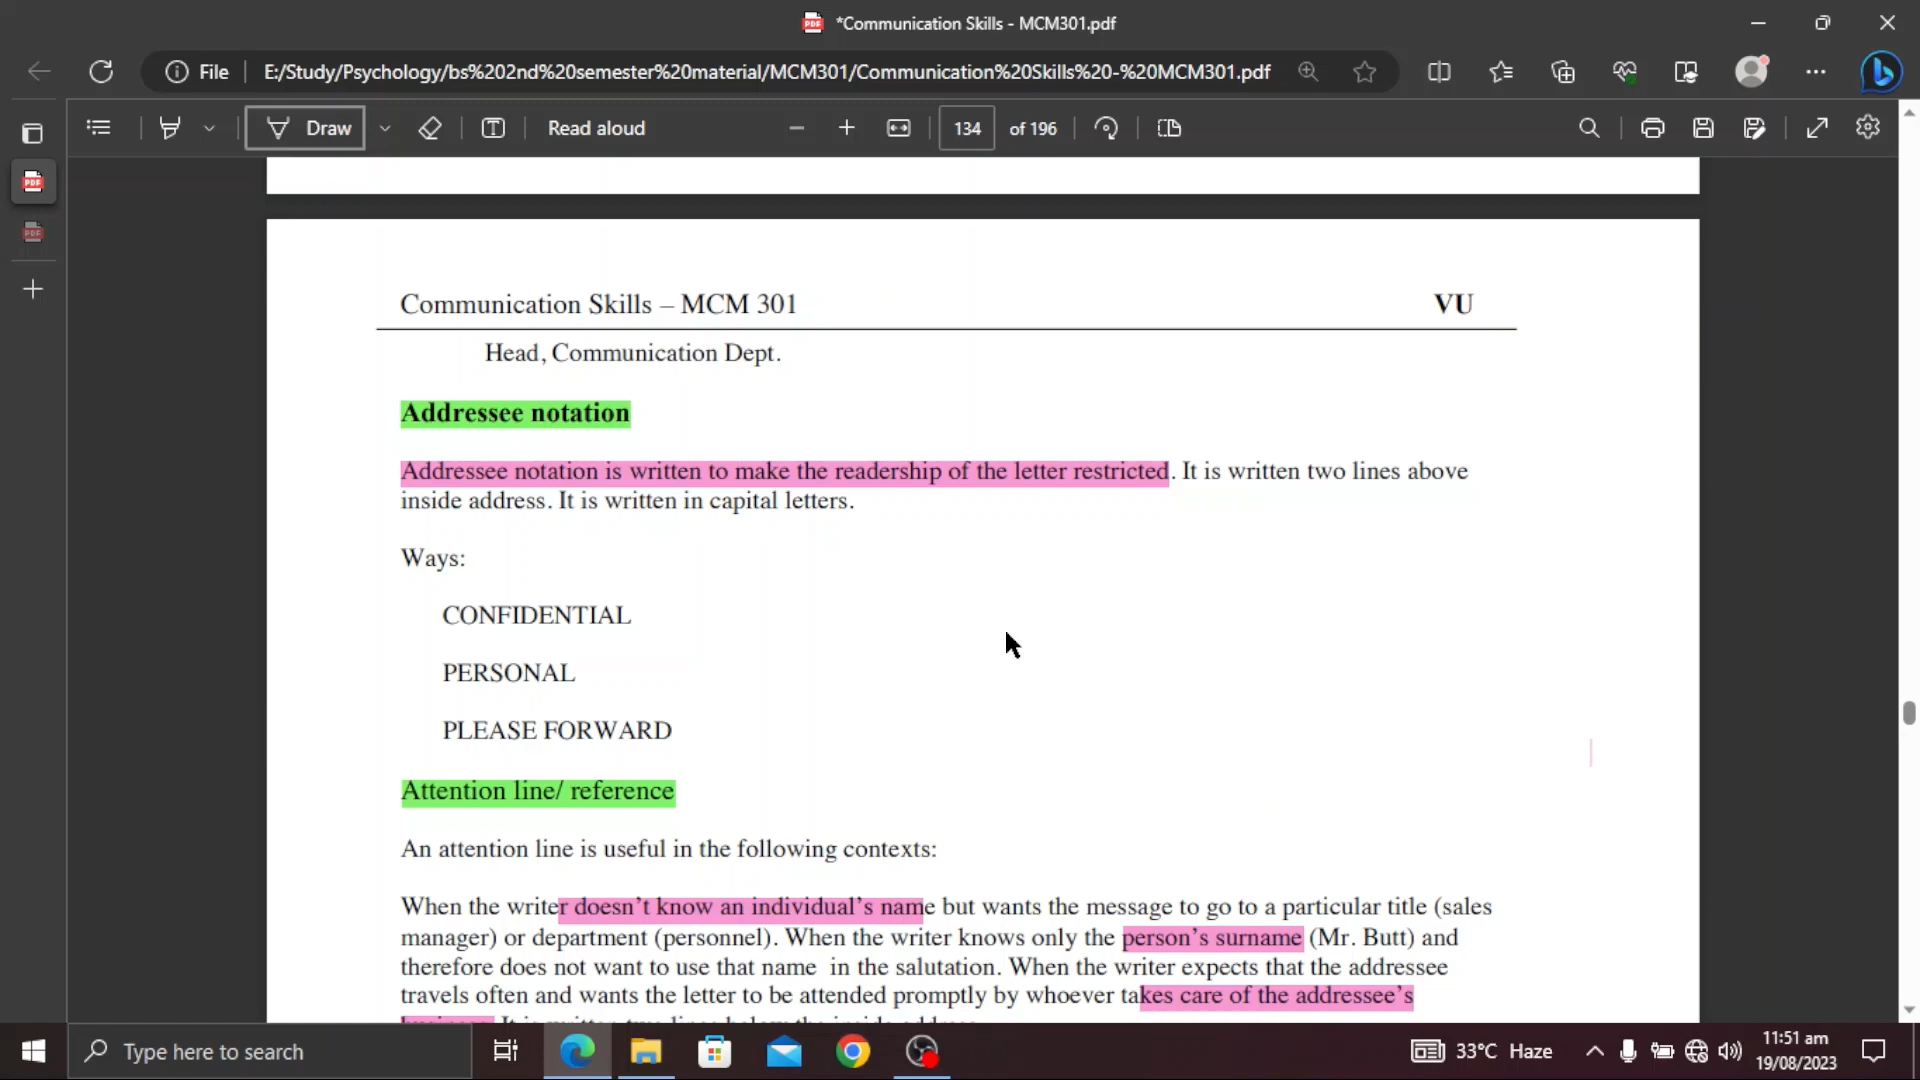 *Communication Skills - MCM301.pdf
File
E:/Study/Psychology/bs%202nd%20semester%20material/MCM301/Communication%20Skills%20-%20MCM301.pdf
Draw
Read aloud
134
of 196
Communication Skills – MCM 301
VU
Head, Communication Dept.
Addressee notation
Addressee notation is written to make the readership of the letter restricted. It is written two lines above
inside address. It is written in capital letters.
Ways:
CONFIDENTIAL
PERSONAL
PLEASE FORWARD
Attention line/ reference
An attention line is useful in the following contexts:
When the writer doesn't know an individual's name but wants the message to go to a particular title (sales
manager) or department (personnel). When the writer knows only the person's surname (Mr. Butt) and
therefore does not want to use that name in the salutation. When the writer expects that the addressee
travels often and wants the letter to be attended promptly by whoever takes care of the addressee's
Type here to search
33°C Haze
11:51 am
19/08/2023